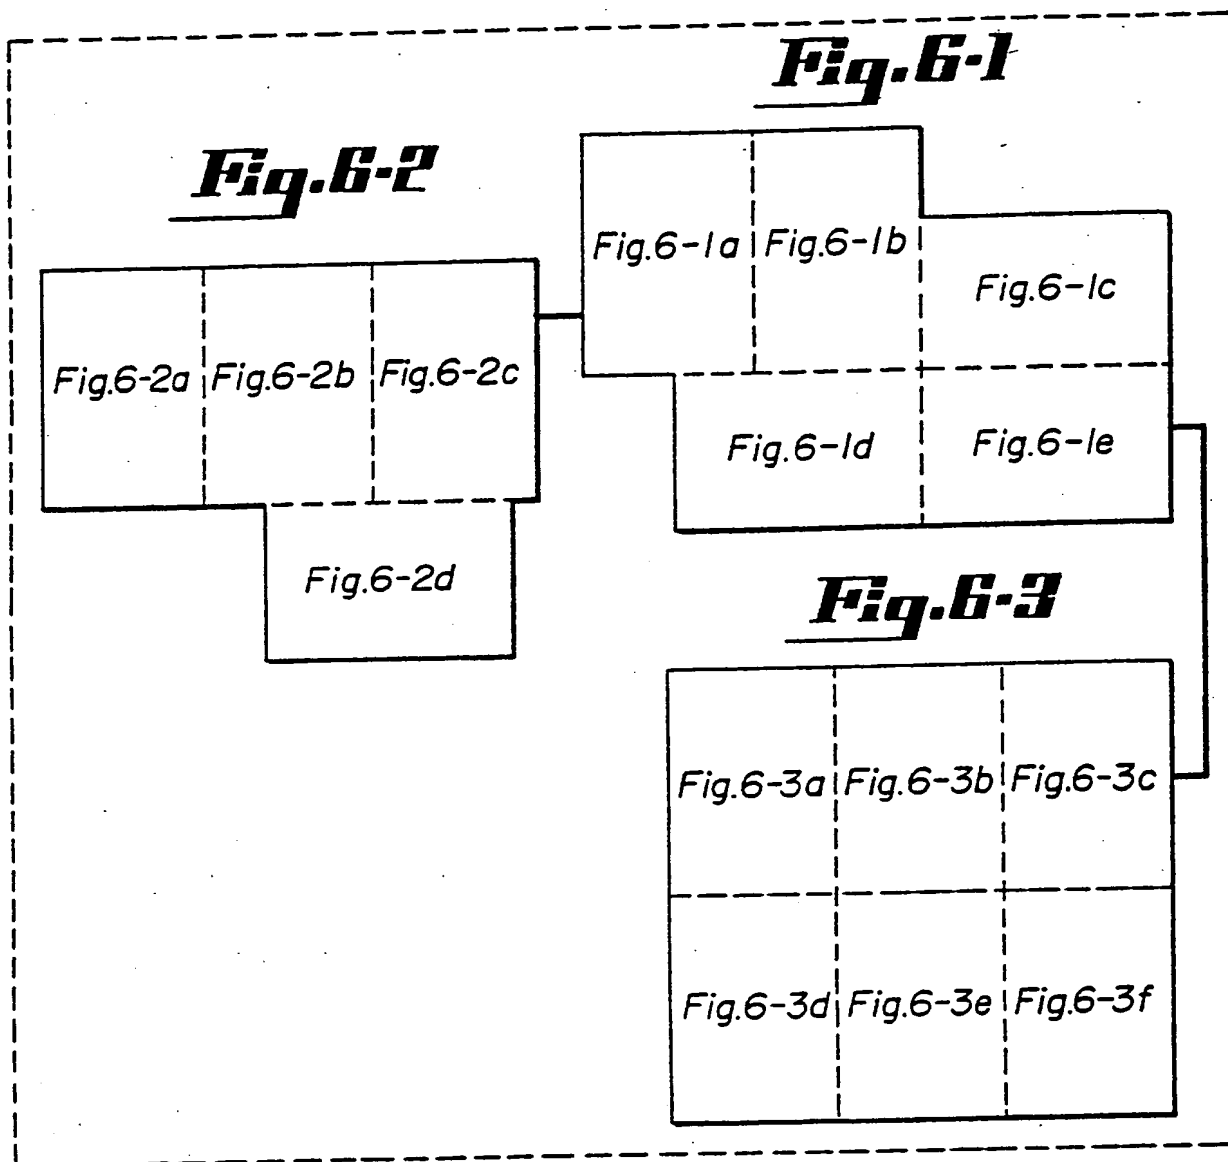 Fig.6-1
Fig.6-2
Fig.6-1a Fig.6-1b
Fig.6-1c
Fig.6-2a Fig.6-2b Fig.6-2c
Fig.6-1d Fig.6-1e
Fig.6-2d
Fig.6-3
Fig.6-3a Fig.6-3b Fig.6-3c
Fig.6-3d Fig.6-3e Fig.6-3f